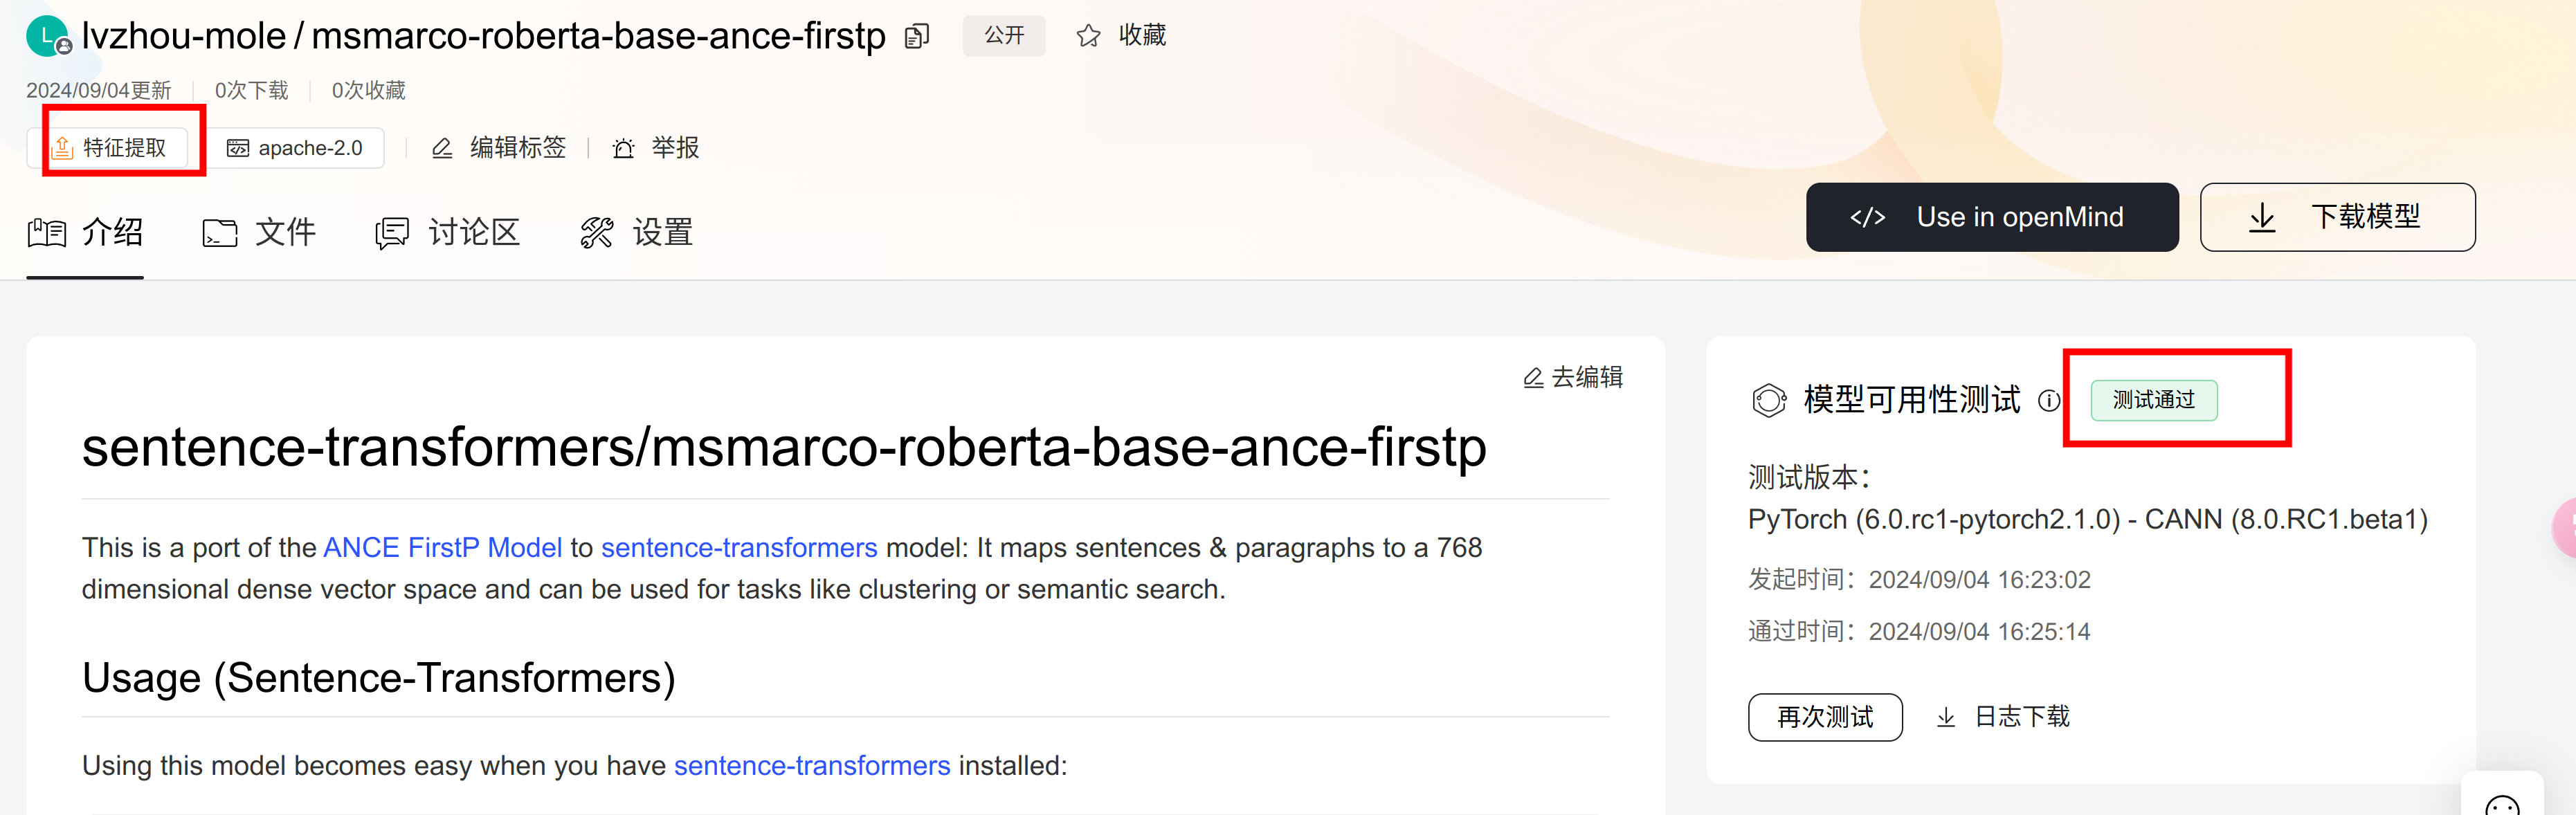 L lvzhou-mole / msmarco-roberta-base-ance-firstp 公开 收藏
2024/09/04更新 0次下载 0次收藏
特征提取 apache-2.0 编辑标签 举报
介绍 文件 讨论区 设置 Use in openMind 下载模型
去编辑
sentence-transformers/msmarco-roberta-base-ance-firstp
This is a port of the ANCE FirstP Model to sentence-transformers model: It maps sentences & paragraphs to a 768
dimensional dense vector space and can be used for tasks like clustering or semantic search.
Usage (Sentence-Transformers)
Using this model becomes easy when you have sentence-transformers installed:
模型可用性测试 测试通过
测试版本：
PyTorch (6.0.rc1-pytorch2.1.0) - CANN (8.0.RC1.beta1)
发起时间：2024/09/04 16:23:02
通过时间：2024/09/04 16:25:14
再次测试 日志下载